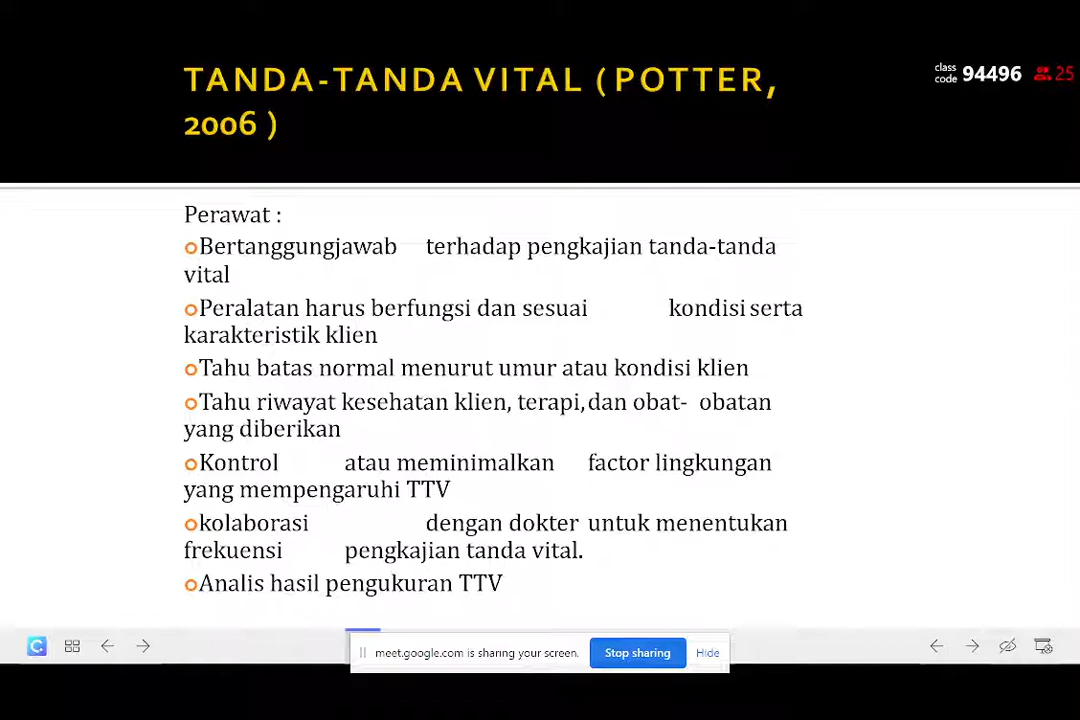 TANDA-TANDA VITAL (POTTER,
2006 )
class
code 94496 25
Perawat :
Bertanggungjawab terhadap pengkajian tanda-tanda
vital
Peralatan harus berfungsi dan sesuai kondisi serta
karakteristik klien
Tahu batas normal menurut umur atau kondisi klien
Tahu riwayat kesehatan klien, terapi, dan obat- obatan
yang diberikan
Kontrol atau meminimalkan factor lingkungan
yang mempengaruhi TTV
kolaborasi dengan dokter untuk menentukan
frekuensi pengkajian tanda vital.
Analis hasil pengukuran TTV
meet.google.com is sharing your screen. Stop sharing Hide